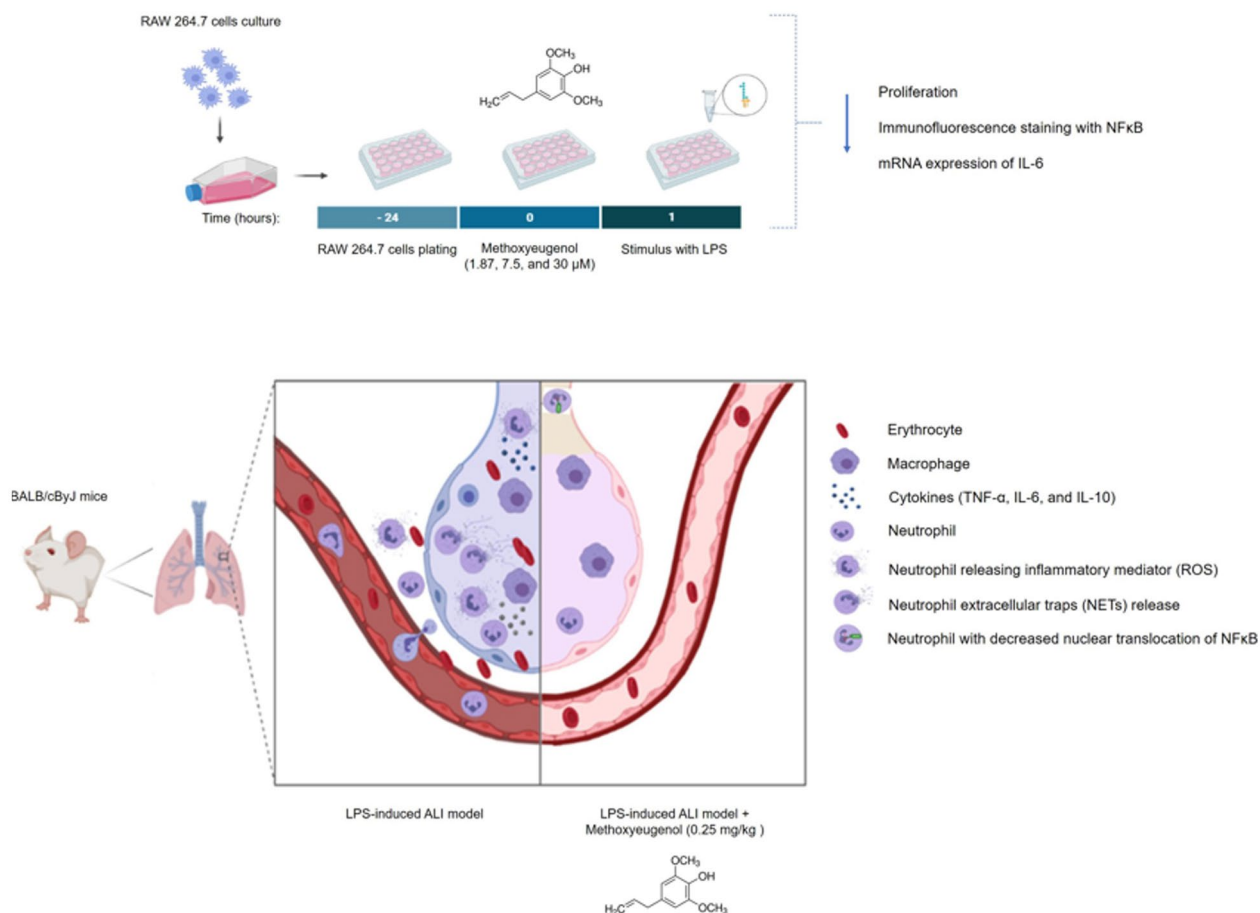 RAW 264.7 cells culture
OCH₃
OH
H₂C
OCH₃
Proliferation
Immunofluorescence staining with NFκB
mRNA expression of IL-6
Time (hours):
- 24
0
1
RAW 264.7 cells plating
Methoxyeugenol
(1.87, 7.5, and 30 µM)
Stimulus with LPS
BALB/cByJ mice
Erythrocyte
Macrophage
Cytokines (TNF-α, IL-6, and IL-10)
Neutrophil
Neutrophil releasing inflammatory mediator (ROS)
Neutrophil extracellular traps (NETs) release
Neutrophil with decreased nuclear translocation of NFκB
LPS-induced ALI model
LPS-induced ALI model +
Methoxyeugenol (0.25 mg/kg )
OCH₃
OH
H₂C
OCH₃